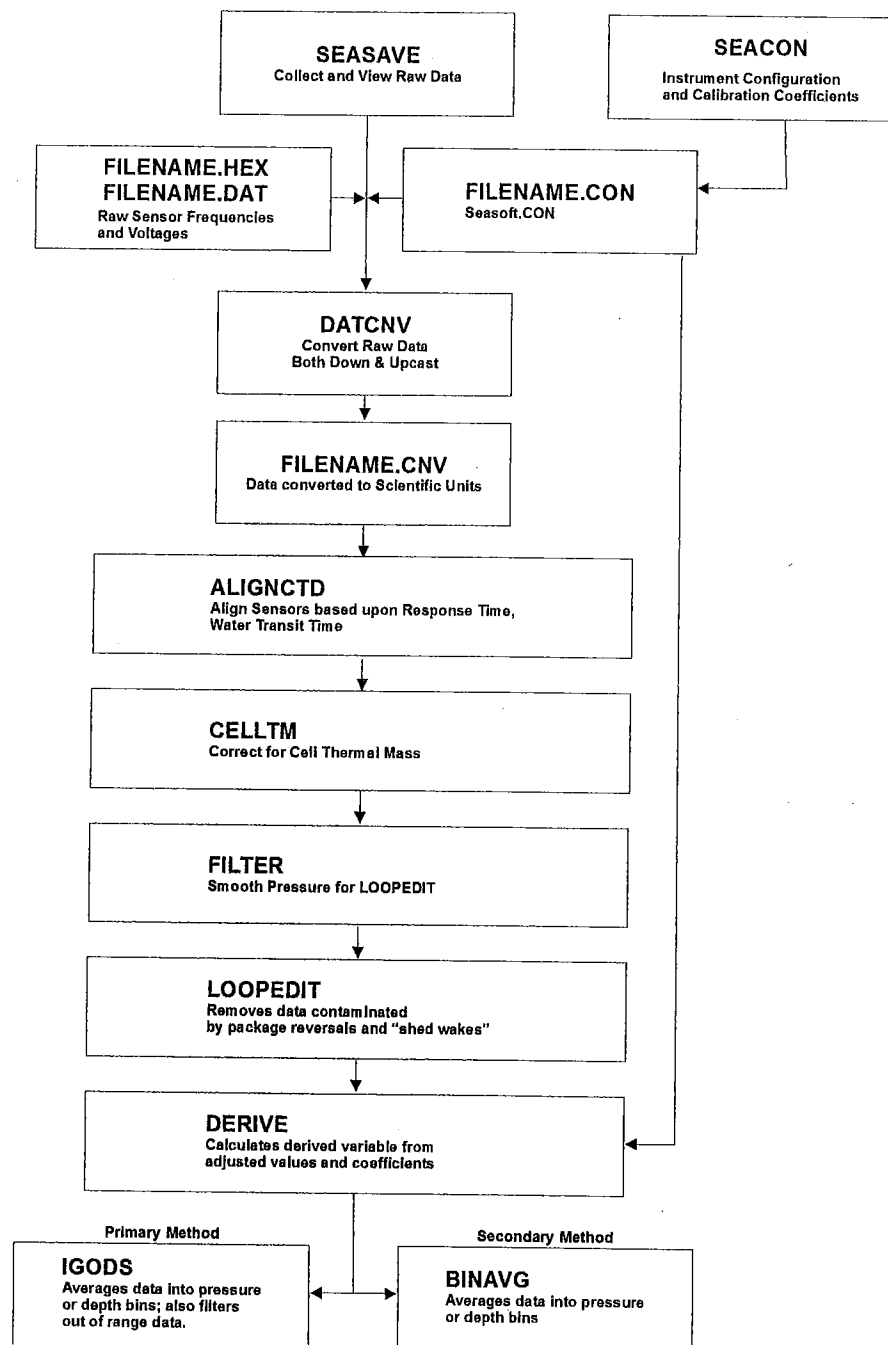 SEASAVE
Collect and View Raw Data
SEACON
Instrument Configuration
and Calibration Coefficients
FILENAME.HEX
FILENAME.DAT
Raw Sensor Frequencies
and Voltages
FILENAME.CON
Seasoft.CON
DATCNV
Convert Raw Data
Both Down & Upcast
FILENAME.CNV
Data converted to Scientific Units
ALIGNCTD
Align Sensors based upon Response Time,
Water Transit Time
CELLTM
Correct for Cell Thermal Mass
FILTER
Smooth Pressure for LOOPEDIT
LOOPEDIT
Removes data contaminated
by package reversals and “shed wakes”
DERIVE
Calculates derived variable from
adjusted values and coefficients
Primary Method
IGODS
Averages data into pressure
or depth bins; also filters
out of range data.
Secondary Method
BINAVG
Averages data into pressure
or depth bins